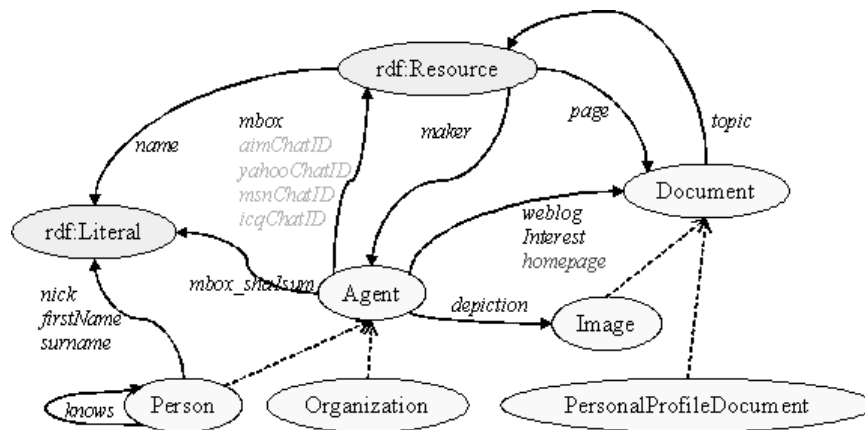 rdf:Resource
mbox
aimChatID
yahooChatID
msnChatID
icqChatID
name
maker
page
topic
Document
rdf:Literal
weblog
Interest
homepage
mbox_sha1sum
Agent
nick
firstName
surname
depiction
Image
knows
Person
Organization
PersonalProfileDocument